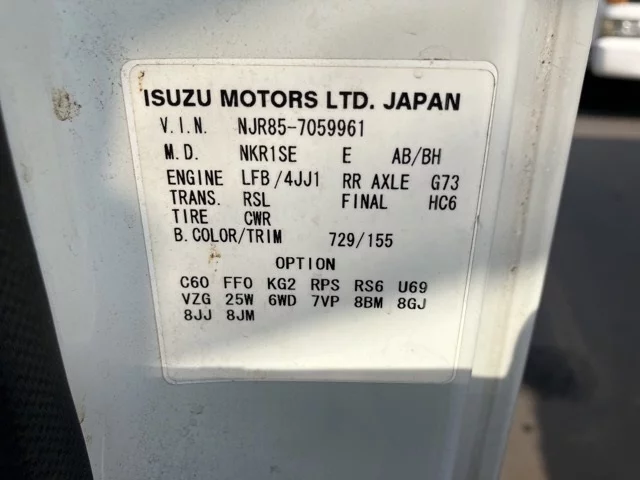 ISUZU MOTORS LTD. JAPAN
V.I.N. NJR85-7059961
M.D. NKR1SE E AB/BH
ENGINE LFB/4JJ1 RR AXLE G73
TRANS. RSL FINAL HC6
TIRE CWR
B.COLOR/TRIM 729/155
OPTION
C60 FF0 KG2 RPS RS6 U69
VZG 25W 6WD 7VP 8BM 8GJ
8JJ 8JM